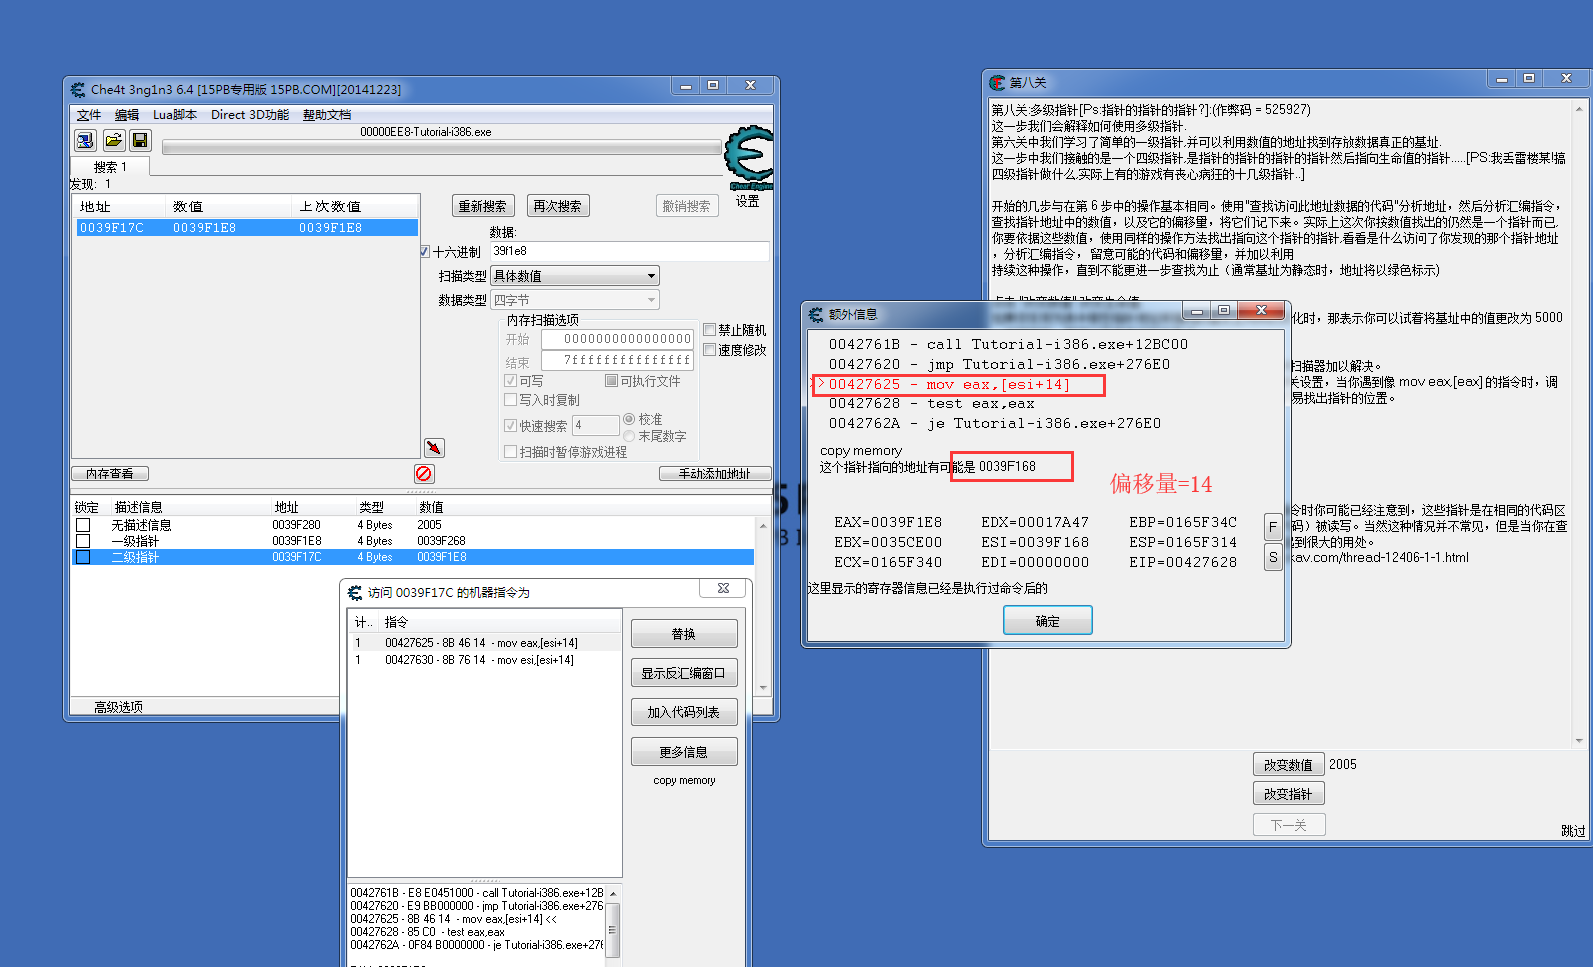 Che4t 3ng1n3 6.4 [15PB专用版 15PB.COM][20141223]
文件 编辑 Lua脚本 Direct 3D功能 帮助文档
00000EE8-Tutorial-i386.exe
Cheat Engine
设置
搜索 1
发现: 1
地址 数值 上次数值
0039F17C 0039F1E8 0039F1E8
重新搜索 再次搜索 撤消搜索
数据:
十六进制 39f1e8
扫描类型 具体数值
数据类型 四字节
内存扫描选项
开始 0000000000000000
结束 7fffffffffffffff
可写 可执行文件
写入时复制
快速搜索 4 校准
末尾数字
扫描时暂停游戏进程
禁止随机
速度修改
内存查看 手动添加地址
锁定 描述信息 地址 类型 数值
无描述信息 0039F280 4 Bytes 2005
一级指针 0039F1E8 4 Bytes 0039F268
二级指针 0039F17C 4 Bytes 0039F1E8
高级选项
访问 0039F17C 的机器指令为
计.. 指令
1 00427625 - 8B 46 14 - mov eax,[esi+14]
1 00427630 - 8B 76 14 - mov esi,[esi+14]
替换
显示反汇编窗口
加入代码列表
更多信息
copy memory
0042761B - E8 E0451000 - call Tutorial-i386.exe+12B
00427620 - E9 BB000000 - jmp Tutorial-i386.exe+276
00427625 - 8B 46 14 - mov eax,[esi+14] <<
00427628 - 85 C0 - test eax,eax
0042762A - 0F84 B0000000 - je Tutorial-i386.exe+276
额外信息
0042761B - call Tutorial-i386.exe+12BC00
00427620 - jmp Tutorial-i386.exe+276E0
>>00427625 - mov eax,[esi+14]
00427628 - test eax,eax
0042762A - je Tutorial-i386.exe+276E0
copy memory
这个指针指向的地址有可能是 0039F168
偏移量=14
EAX=0039F1E8 EDX=00017A47 EBP=0165F34C
EBX=0035CE00 ESI=0039F168 ESP=0165F314
ECX=0165F340 EDI=00000000 EIP=00427628
F
S
这里显示的寄存器信息已经是执行过命令后的
确定
第八关
第八关:多级指针[Ps:指针的指针的指针?]:(作弊码 = 525927)
这一步我们会解释如何使用多级指针.
第六关中我们学习了简单的一级指针.并可以利用数值的地址找到存放数据真正的基址.
这一步中我们接触的是一个四级指针.是指针的指针的指针的指针然后指向生命值的指针.....[PS:我丢雷楼某!搞
四级指针做什么.实际上有的游戏有丧心病狂的十几级指针..]
开始的几步与在第 6 步中的操作基本相同。使用"查找访问此地址数据的代码"分析地址，然后分析汇编指令，
查找指针地址中的数值，以及它的偏移量，将它们记下来。实际上这次你按数值找出的仍然是一个指针而已.
你要依据这些数值，使用同样的操作方法找出指向这个指针的指针.看看是什么访问了你发现的那个指针地址
，分析汇编指令，留意可能的代码和偏移量，并加以利用
持续这种操作，直到不能更进一步查找为止（通常基址为静态时，地址将以绿色标示)
化时，那表示你可以试着将基址中的值更改为 5000
扫描器加以解决。
关设置，当你遇到像 mov eax,[eax] 的指令时，调
易找出指针的位置。
令时你可能已经注意到，这些指针是在相同的代码区
码）被读写。当然这种情况并不常见，但是当你在查
到很大的用处。
kav.com/thread-12406-1-1.html
改变数值 2005
改变指针
下一关
跳过